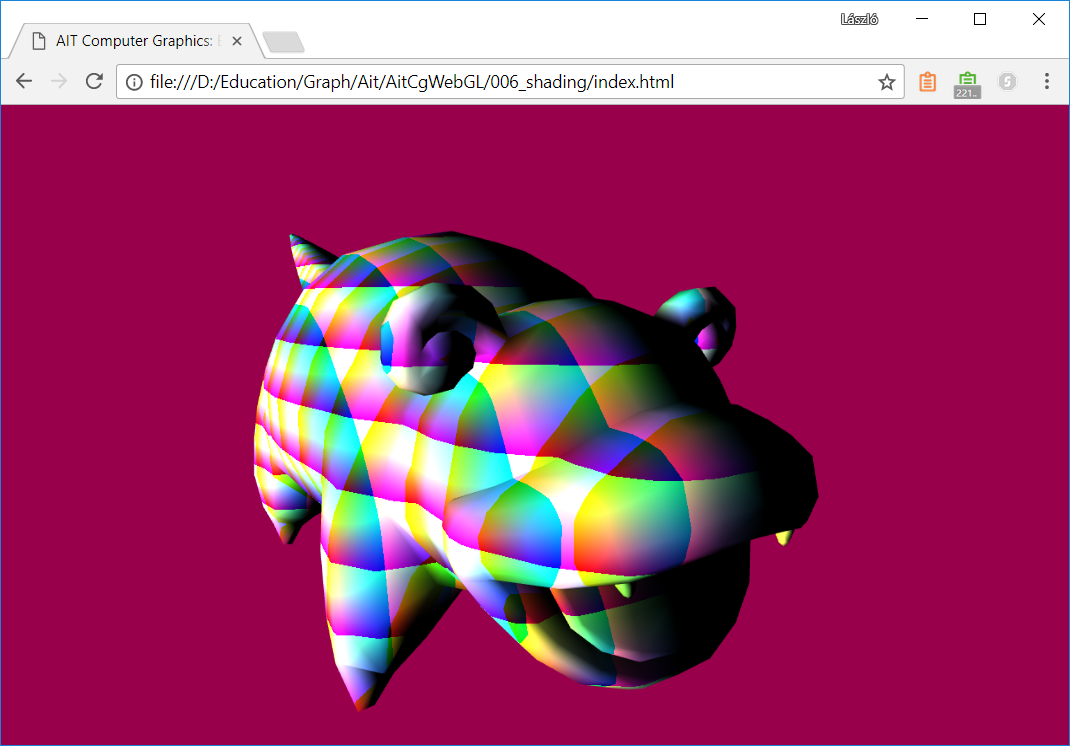 László
AIT Computer Graphics:
file:///D:/Education/Graph/Ait/AitCgWebGL/006_shading/index.html
221..